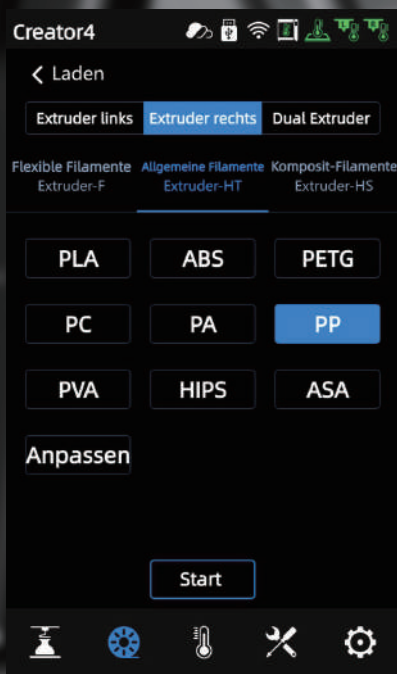 Creator4
Laden
Extruder links Extruder rechts Dual Extruder
Flexible Filamente Allgemeine Filamente Komposit-Filamente
Extruder-F Extruder-HT Extruder-HS
PLA ABS PETG
PC PA PP
PVA HIPS ASA
Anpassen
Start